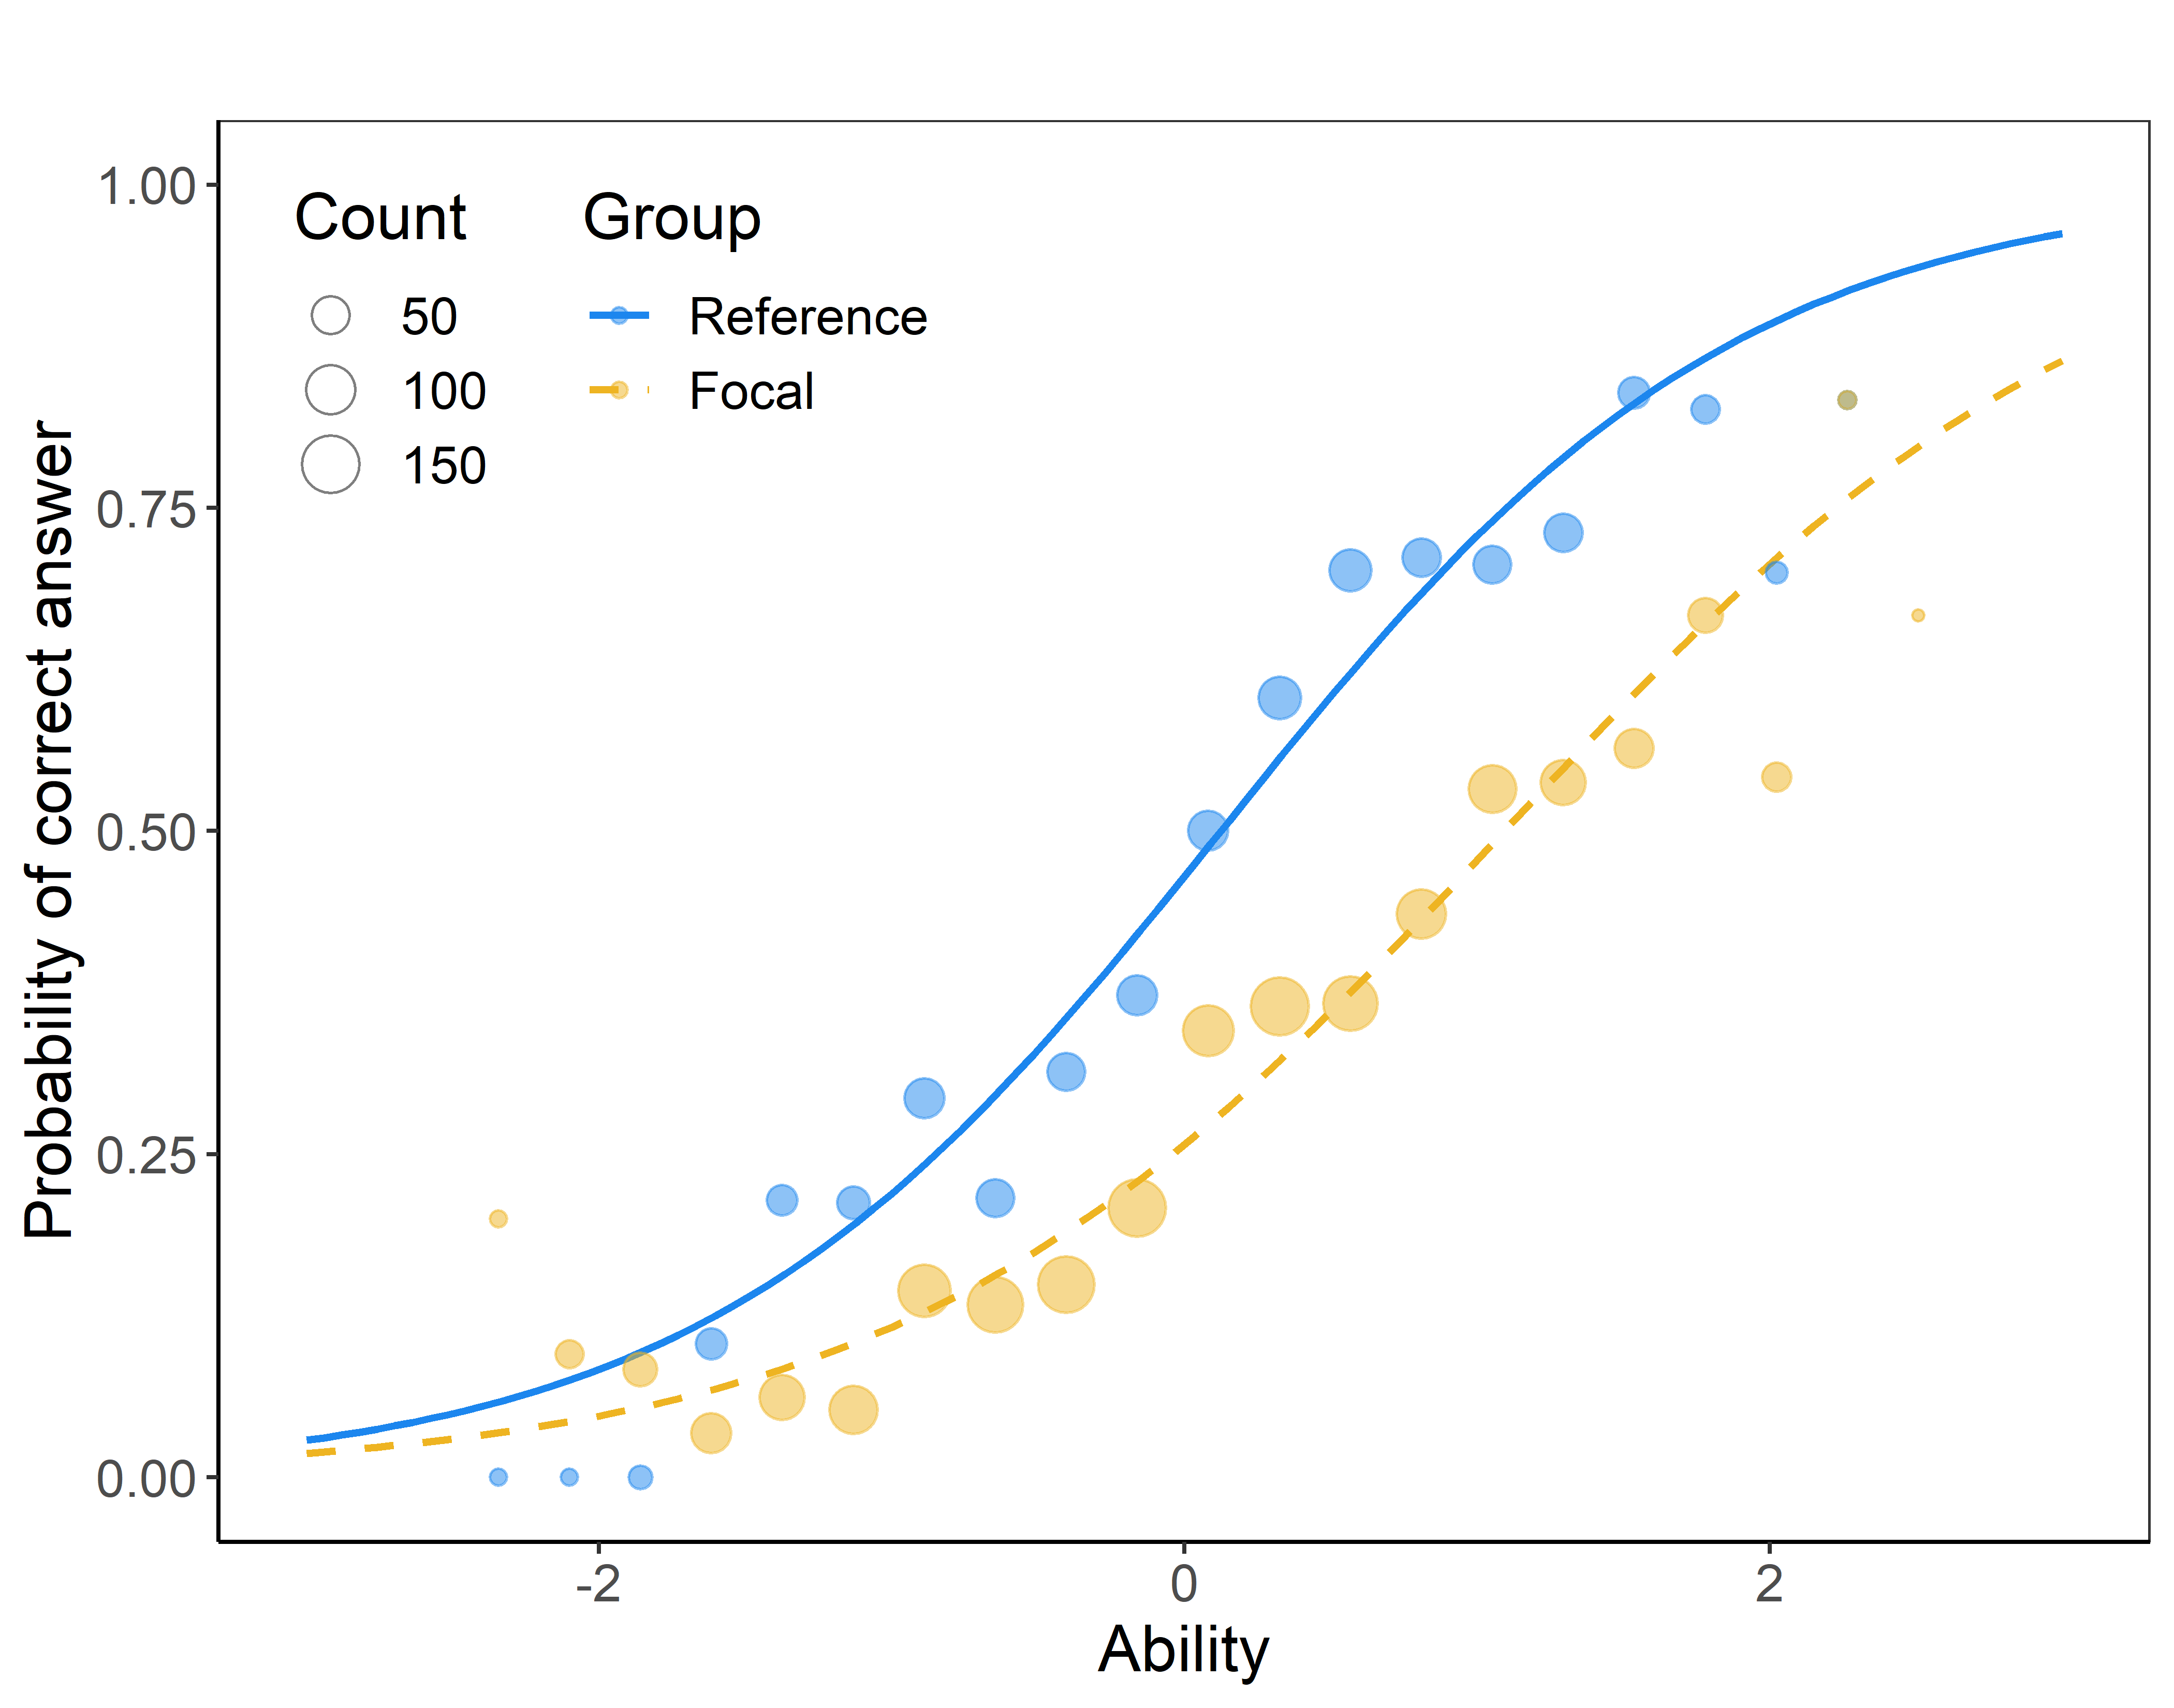 Count
50
100
150
Group
Reference
Focal
Probability of correct answer
1.00
0.75
0.50
0.25
0.00
-2
0
2
Ability